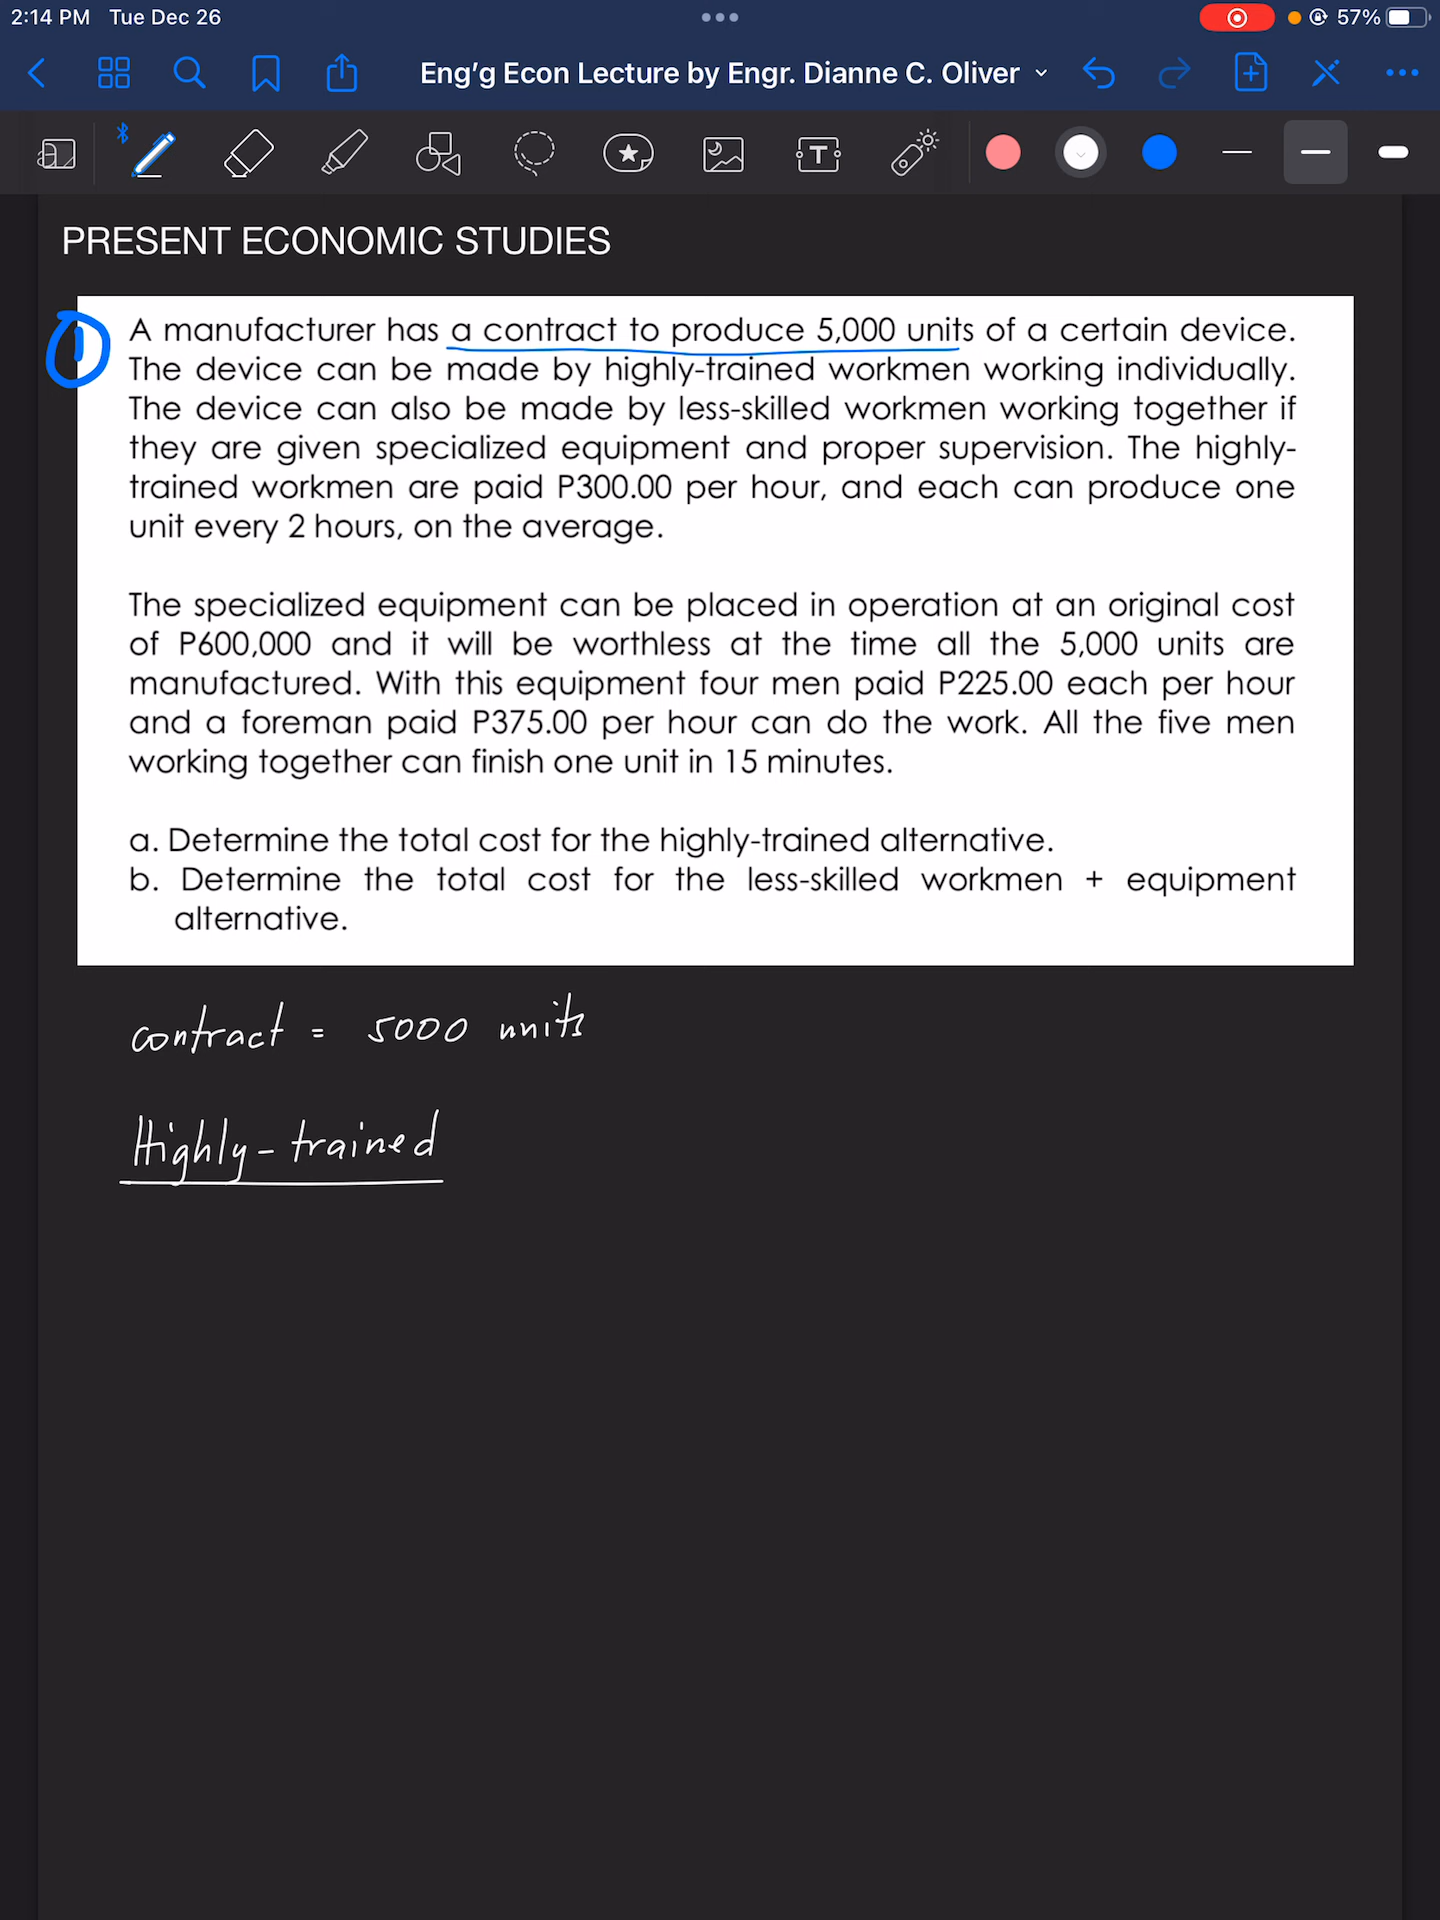 2:14 PM Tue Dec 26
57%
Eng'g Econ Lecture by Engr. Dianne C. Oliver
PRESENT ECONOMIC STUDIES
1
A manufacturer has a contract to produce 5,000 units of a certain device.
The device can be made by highly-trained workmen working individually.
The device can also be made by less-skilled workmen working together if
they are given specialized equipment and proper supervision. The highly-
trained workmen are paid P300.00 per hour, and each can produce one
unit every 2 hours, on the average.
The specialized equipment can be placed in operation at an original cost
of P600,000 and it will be worthless at the time all the 5,000 units are
manufactured. With this equipment four men paid P225.00 each per hour
and a foreman paid P375.00 per hour can do the work. All the five men
working together can finish one unit in 15 minutes.
a. Determine the total cost for the highly-trained alternative.
b. Determine the total cost for the less-skilled workmen + equipment
alternative.
contract = 5000 units
Highly-trained